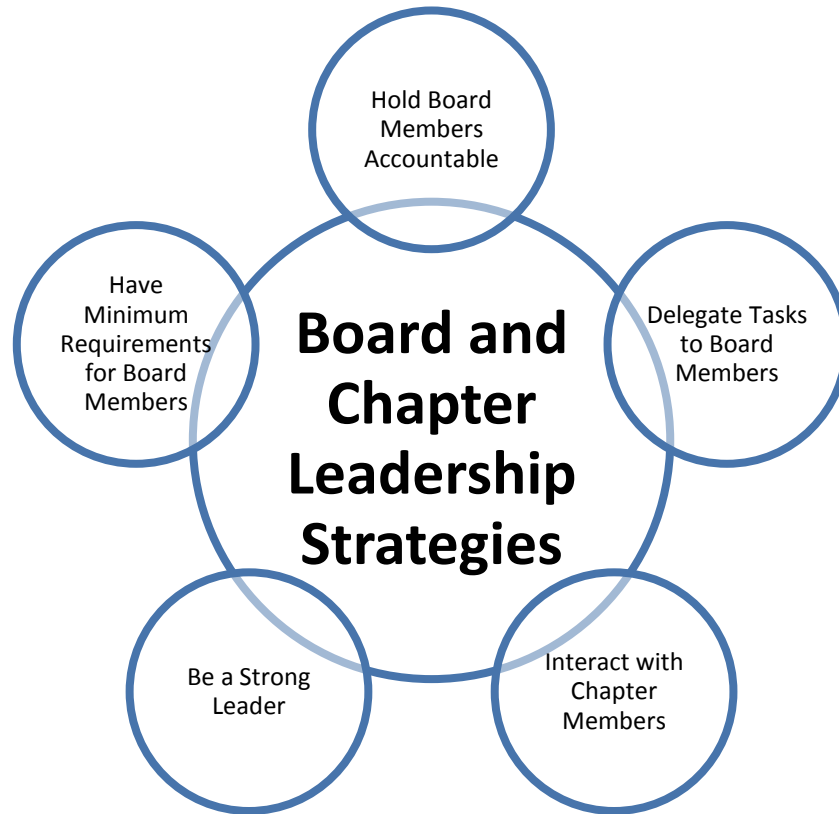 Hold Board
Members
Accountable
Have
Minimum
Requirements
for Board
Members
Board and
Chapter
Leadership
Strategies
Delegate Tasks
to Board
Members
Be a Strong
Leader
Interact with
Chapter
Members